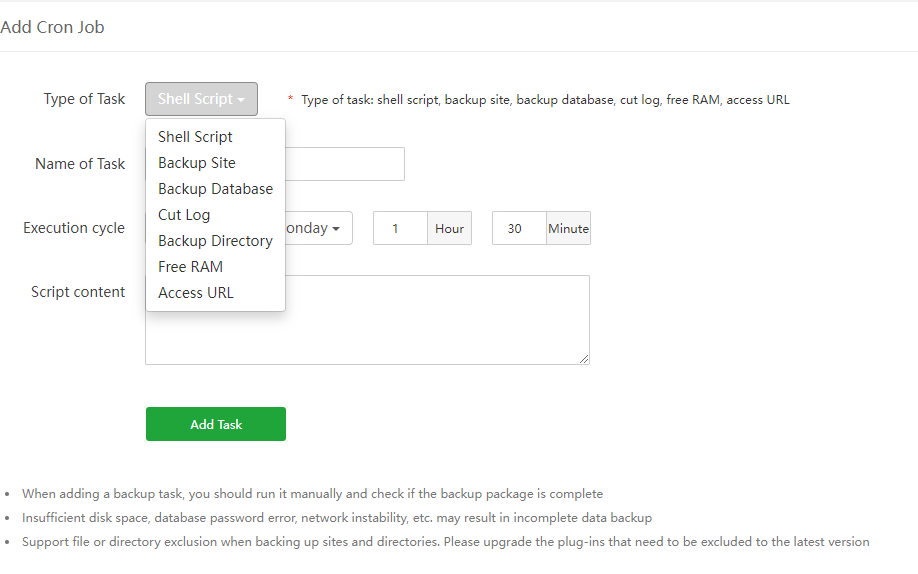 Add Cron Job
Type of Task
Shell Script
* Type of task: shell script, backup site, backup database, cut log, free RAM, access URL
Shell Script
Backup Site
Backup Database
Cut Log
Backup Directory
Free RAM
Access URL
Name of Task
Execution cycle
onday
1 Hour
30 Minute
Script content
Add Task
• When adding a backup task, you should run it manually and check if the backup package is complete
• Insufficient disk space, database password error, network instability, etc. may result in incomplete data backup
• Support file or directory exclusion when backing up sites and directories. Please upgrade the plug-ins that need to be excluded to the latest version